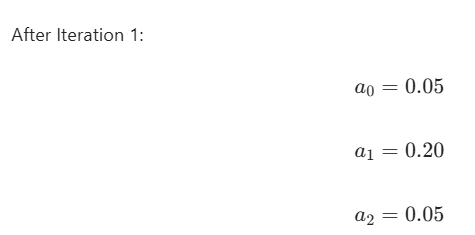 After Iteration 1:
a₀ = 0.05
a₁ = 0.20
a₂ = 0.05